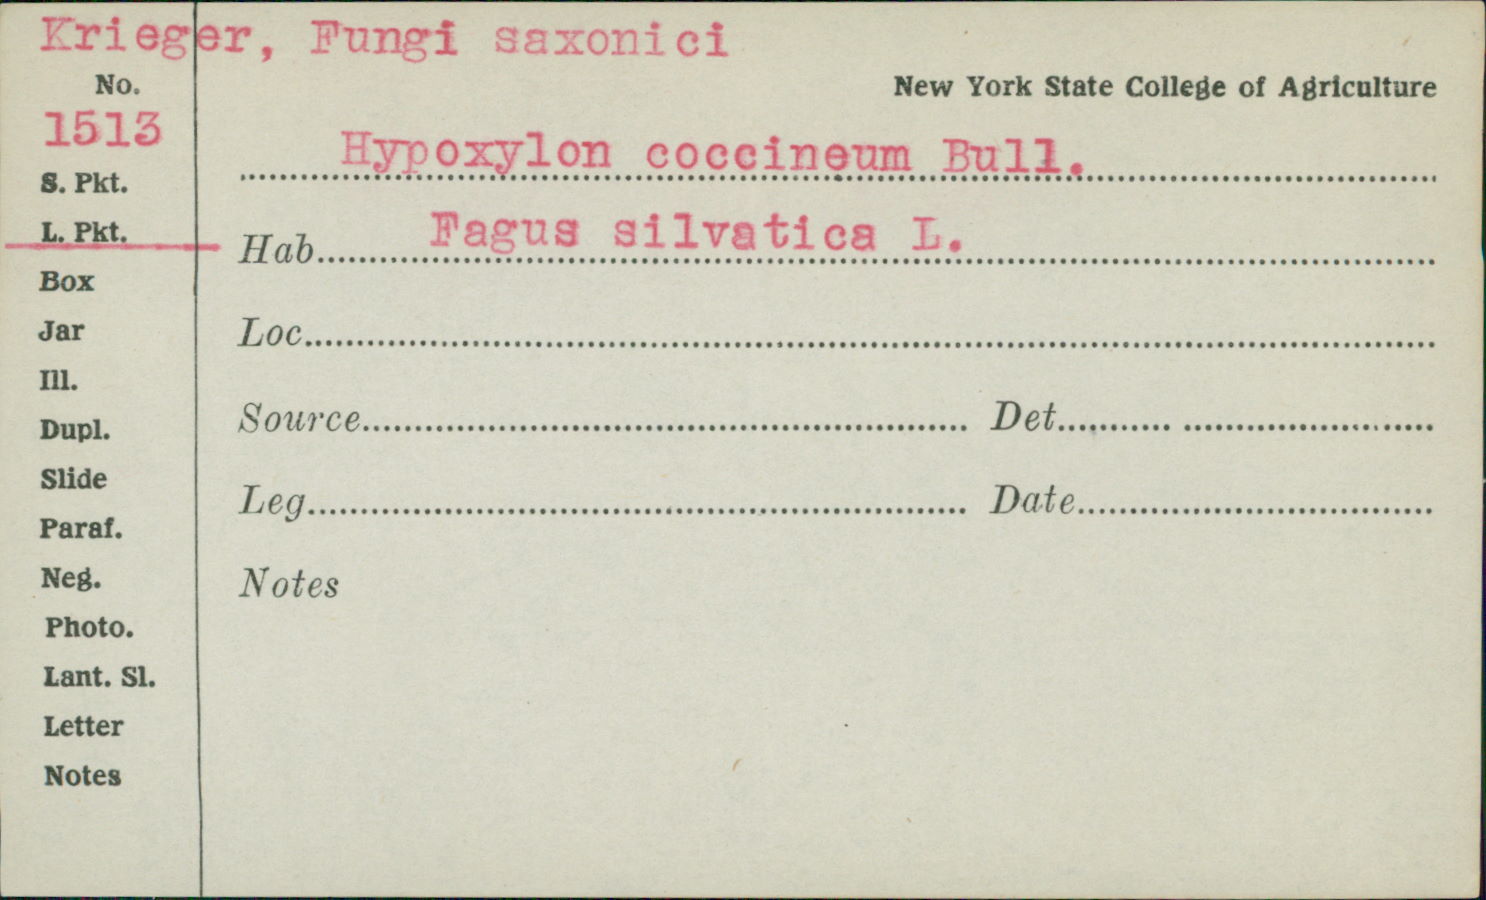 Krieger, Fungi saxonici
No.
New York State College of Agriculture
1513
Hypoxylon coccineum Bull.
S. Pkt.
L. Pkt.
Hab. Fagus silvatica L.
Box
Jar
Loc.
Ill.
Dupl.
Source Det.
Slide
Leg. Date
Paraf.
Neg.
Notes
Photo.
Lant. Sl.
Letter
Notes